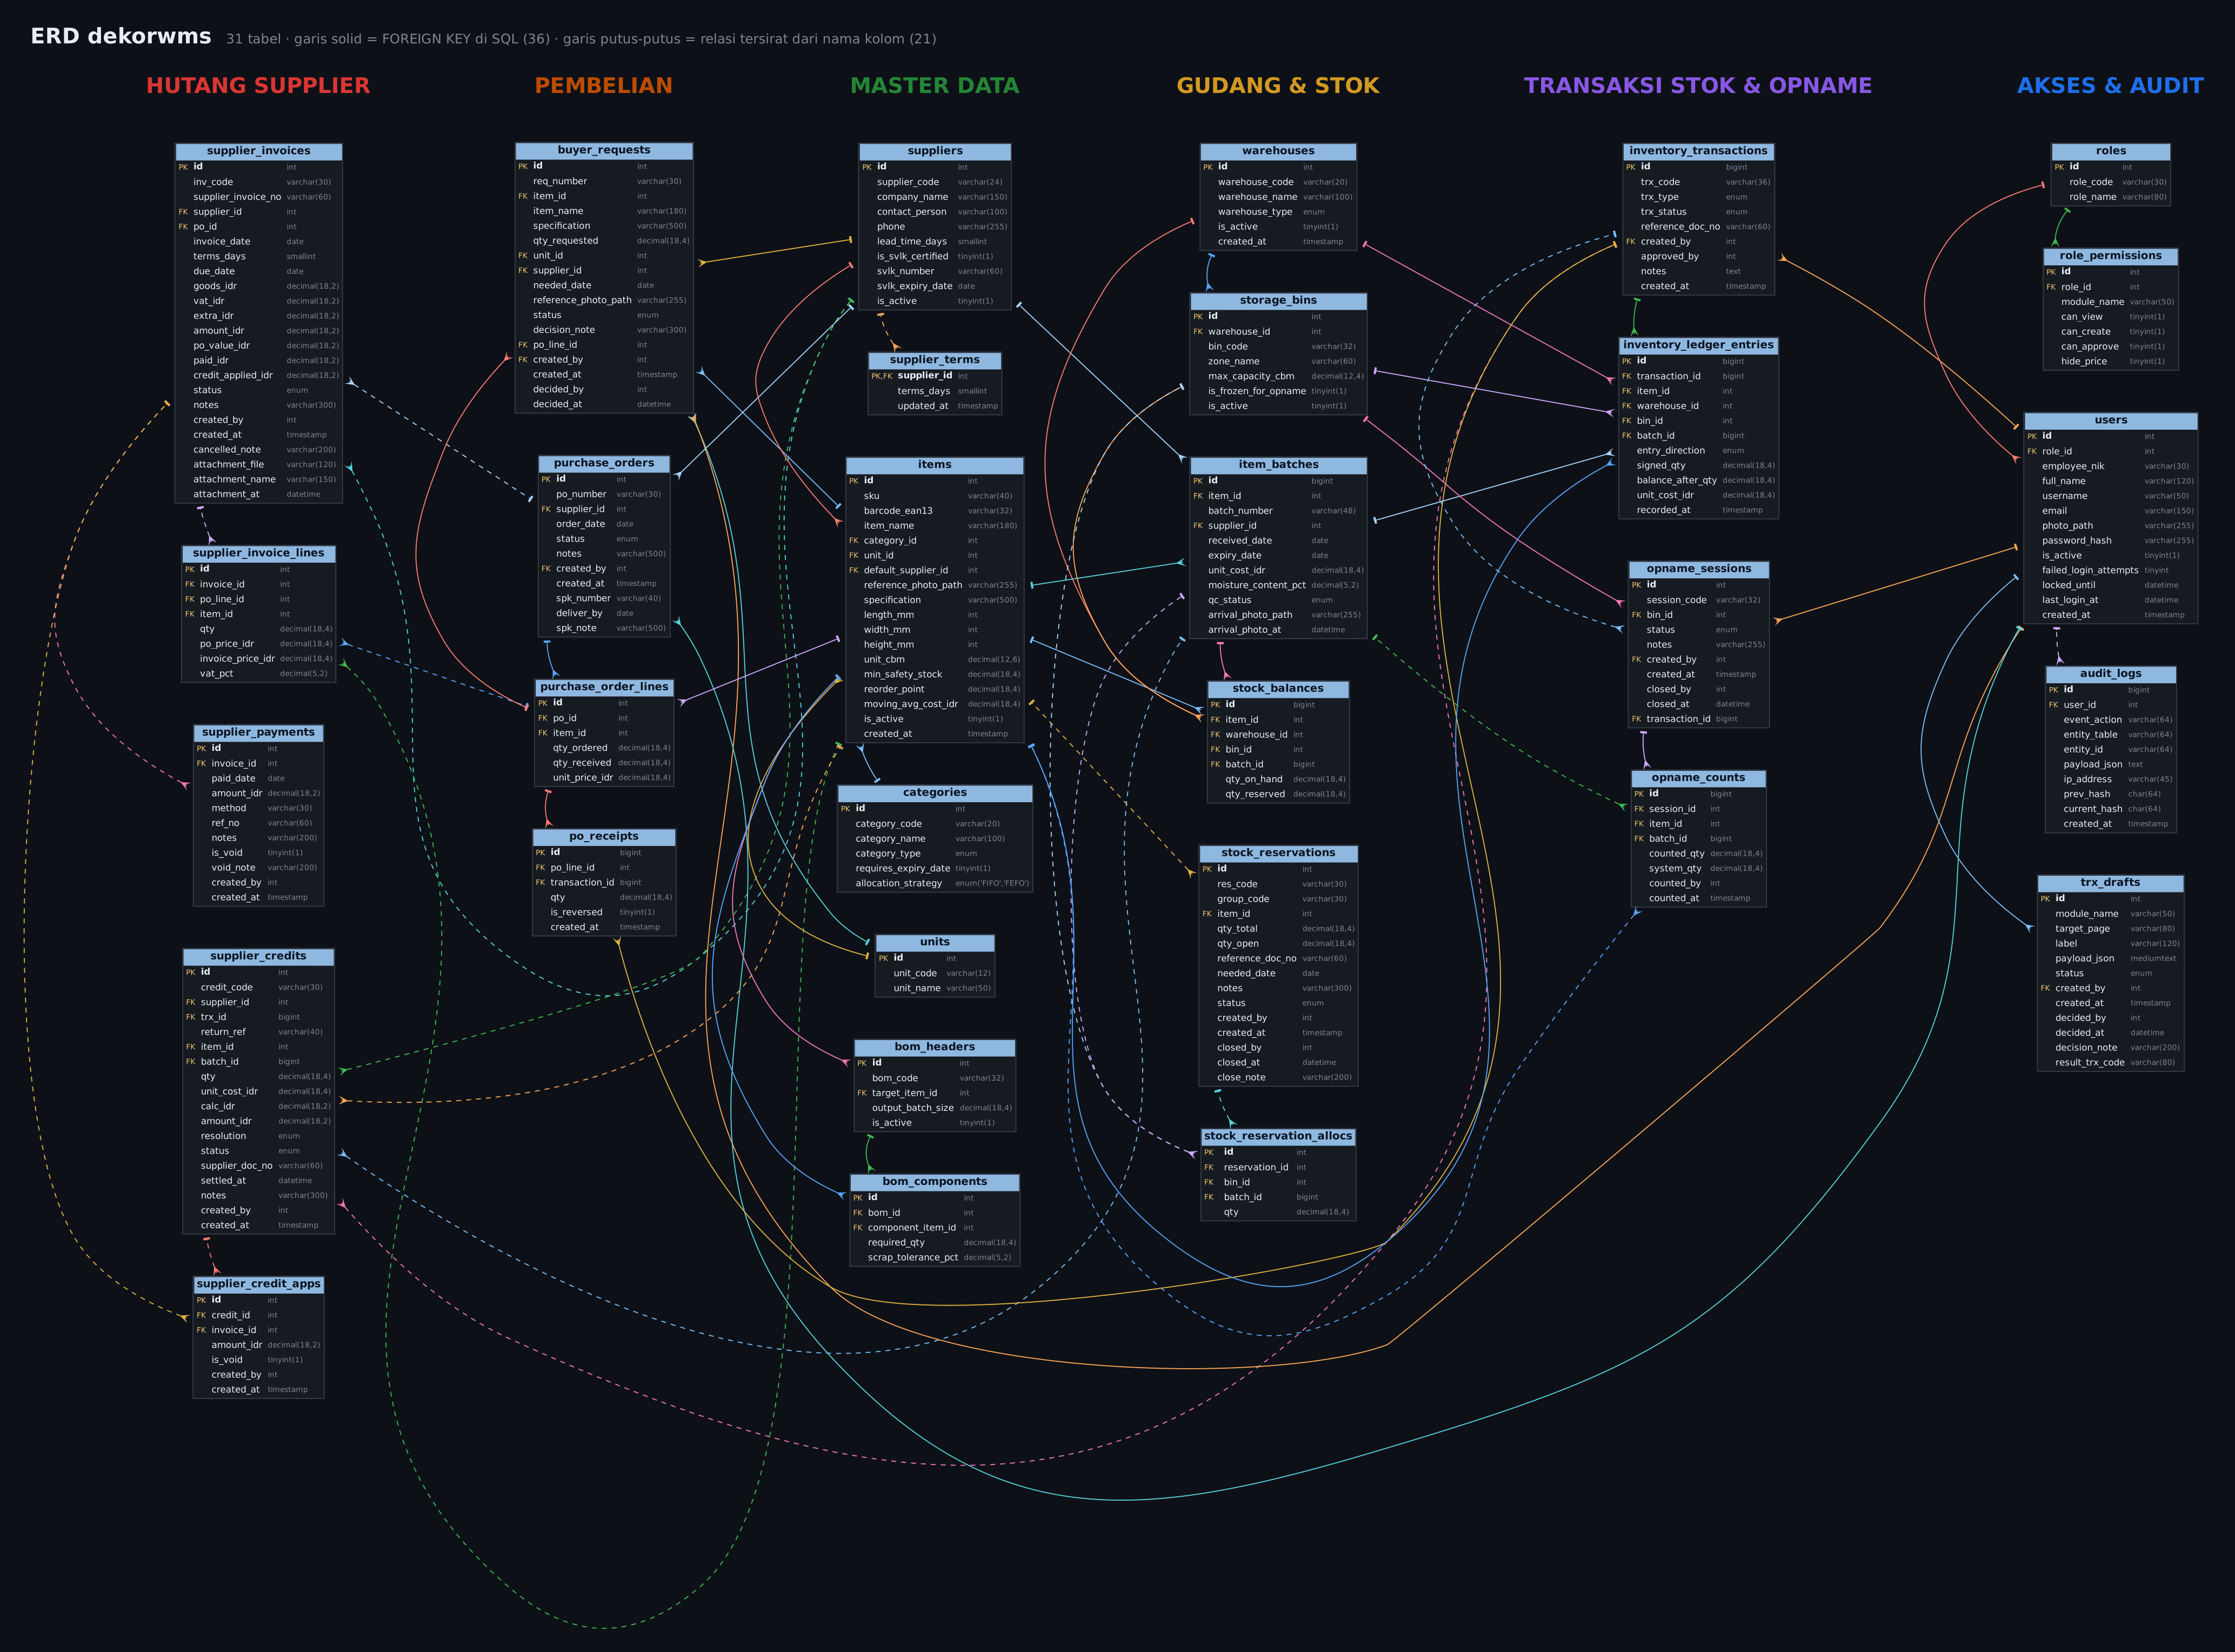 ERD dekorwms 31 tabel · garis solid = FOREIGN KEY di SQL (36) · garis putus-putus = relasi tersirat dari nama kolom (21)
HUTANG SUPPLIER
supplier_invoices
PK id int
inv_code varchar(30)
supplier_invoice_no varchar(60)
FK supplier_id int
FK po_id int
invoice_date date
terms_days smallint
due_date date
goods_idr decimal(18,2)
vat_idr decimal(18,2)
extra_idr decimal(18,2)
amount_idr decimal(18,2)
po_value_idr decimal(18,2)
paid_idr decimal(18,2)
credit_applied_idr decimal(18,2)
status enum
notes varchar(300)
created_by int
created_at timestamp
cancelled_note varchar(200)
attachment_file varchar(120)
attachment_name varchar(150)
attachment_at datetime
supplier_invoice_lines
PK id int
FK invoice_id int
FK po_line_id int
FK item_id int
qty decimal(18,4)
po_price_idr decimal(18,4)
invoice_price_idr decimal(18,4)
vat_pct decimal(5,2)
supplier_payments
PK id int
FK invoice_id int
paid_date date
amount_idr decimal(18,2)
method varchar(30)
ref_no varchar(60)
notes varchar(200)
is_void tinyint(1)
void_note varchar(200)
created_by int
created_at timestamp
supplier_credits
PK id int
credit_code varchar(30)
FK supplier_id int
FK trx_id bigint
return_ref varchar(40)
FK item_id int
FK batch_id bigint
qty decimal(18,4)
unit_cost_idr decimal(18,4)
calc_idr decimal(18,2)
amount_idr decimal(18,2)
resolution enum
status enum
supplier_doc_no varchar(60)
settled_at datetime
notes varchar(300)
created_by int
created_at timestamp
supplier_credit_apps
PK id int
FK credit_id int
FK invoice_id int
amount_idr decimal(18,2)
is_void tinyint(1)
created_by int
created_at timestamp
PEMBELIAN
buyer_requests
PK id int
req_number varchar(30)
FK item_id int
item_name varchar(180)
specification varchar(500)
qty_requested decimal(18,4)
FK unit_id int
FK supplier_id int
needed_date date
reference_photo_path varchar(255)
status enum
decision_note varchar(300)
FK po_line_id int
FK created_by int
created_at timestamp
decided_by int
decided_at datetime
purchase_orders
PK id int
po_number varchar(30)
FK supplier_id int
order_date date
status enum
notes varchar(500)
FK created_by int
created_at timestamp
spk_number varchar(40)
deliver_by date
spk_note varchar(500)
purchase_order_lines
PK id int
FK po_id int
FK item_id int
qty_ordered decimal(18,4)
qty_received decimal(18,4)
unit_price_idr decimal(18,4)
po_receipts
PK id bigint
FK po_line_id int
FK transaction_id bigint
qty decimal(18,4)
is_reversed tinyint(1)
created_at timestamp
MASTER DATA
suppliers
PK id int
supplier_code varchar(24)
company_name varchar(150)
contact_person varchar(100)
phone varchar(255)
lead_time_days smallint
is_svlk_certified tinyint(1)
svlk_number varchar(60)
svlk_expiry_date date
is_active tinyint(1)
supplier_terms
PK,FK supplier_id int
terms_days smallint
updated_at timestamp
items
PK id int
sku varchar(40)
barcode_ean13 varchar(32)
item_name varchar(180)
FK category_id int
FK unit_id int
FK default_supplier_id int
reference_photo_path varchar(255)
specification varchar(500)
length_mm int
width_mm int
height_mm int
unit_cbm decimal(12,6)
min_safety_stock decimal(18,4)
reorder_point decimal(18,4)
moving_avg_cost_idr decimal(18,4)
is_active tinyint(1)
created_at timestamp
categories
PK id int
category_code varchar(20)
category_name varchar(100)
category_type enum
requires_expiry_date tinyint(1)
allocation_strategy enum('FIFO','FEFO')
units
PK id int
unit_code varchar(12)
unit_name varchar(50)
bom_headers
PK id int
bom_code varchar(32)
FK target_item_id int
output_batch_size decimal(18,4)
is_active tinyint(1)
bom_components
PK id int
FK bom_id int
FK component_item_id int
required_qty decimal(18,4)
scrap_tolerance_pct decimal(5,2)
GUDANG & STOK
warehouses
PK id int
warehouse_code varchar(20)
warehouse_name varchar(100)
warehouse_type enum
is_active tinyint(1)
created_at timestamp
storage_bins
PK id int
FK warehouse_id int
bin_code varchar(32)
zone_name varchar(60)
max_capacity_cbm decimal(12,4)
is_frozen_for_opname tinyint(1)
is_active tinyint(1)
item_batches
PK id bigint
FK item_id int
batch_number varchar(48)
FK supplier_id int
received_date date
expiry_date date
unit_cost_idr decimal(18,4)
moisture_content_pct decimal(5,2)
qc_status enum
arrival_photo_path varchar(255)
arrival_photo_at datetime
stock_balances
PK id bigint
FK item_id int
FK warehouse_id int
FK bin_id int
FK batch_id bigint
qty_on_hand decimal(18,4)
qty_reserved decimal(18,4)
stock_reservations
PK id int
res_code varchar(30)
group_code varchar(30)
FK item_id int
qty_total decimal(18,4)
qty_open decimal(18,4)
reference_doc_no varchar(60)
needed_date date
notes varchar(300)
status enum
created_by int
created_at timestamp
closed_by int
closed_at datetime
close_note varchar(200)
stock_reservation_allocs
PK id int
FK reservation_id int
FK bin_id int
FK batch_id bigint
qty decimal(18,4)
TRANSAKSI STOK & OPNAME
inventory_transactions
PK id bigint
trx_code varchar(36)
trx_type enum
trx_status enum
reference_doc_no varchar(60)
FK created_by int
approved_by int
notes text
created_at timestamp
inventory_ledger_entries
PK id bigint
FK transaction_id bigint
FK item_id int
FK warehouse_id int
FK bin_id int
FK batch_id bigint
entry_direction enum
signed_qty decimal(18,4)
balance_after_qty decimal(18,4)
unit_cost_idr decimal(18,4)
recorded_at timestamp
opname_sessions
PK id int
session_code varchar(32)
FK bin_id int
status enum
notes varchar(255)
FK created_by int
created_at timestamp
closed_by int
closed_at datetime
FK transaction_id bigint
opname_counts
PK id bigint
FK session_id int
FK item_id int
FK batch_id bigint
counted_qty decimal(18,4)
system_qty decimal(18,4)
counted_by int
counted_at timestamp
AKSES & AUDIT
roles
PK id int
role_code varchar(30)
role_name varchar(80)
role_permissions
PK id int
FK role_id int
module_name varchar(50)
can_view tinyint(1)
can_create tinyint(1)
can_approve tinyint(1)
hide_price tinyint(1)
users
PK id int
FK role_id int
employee_nik varchar(30)
full_name varchar(120)
username varchar(50)
email varchar(150)
photo_path varchar(255)
password_hash varchar(255)
is_active tinyint(1)
failed_login_attempts tinyint
locked_until datetime
last_login_at datetime
created_at timestamp
audit_logs
PK id bigint
FK user_id int
event_action varchar(64)
entity_table varchar(64)
entity_id varchar(64)
payload_json text
ip_address varchar(45)
prev_hash char(64)
current_hash char(64)
created_at timestamp
trx_drafts
PK id int
module_name varchar(50)
target_page varchar(80)
label varchar(120)
payload_json mediumtext
status enum
FK created_by int
created_at timestamp
decided_by int
decided_at datetime
decision_note varchar(200)
result_trx_code varchar(80)